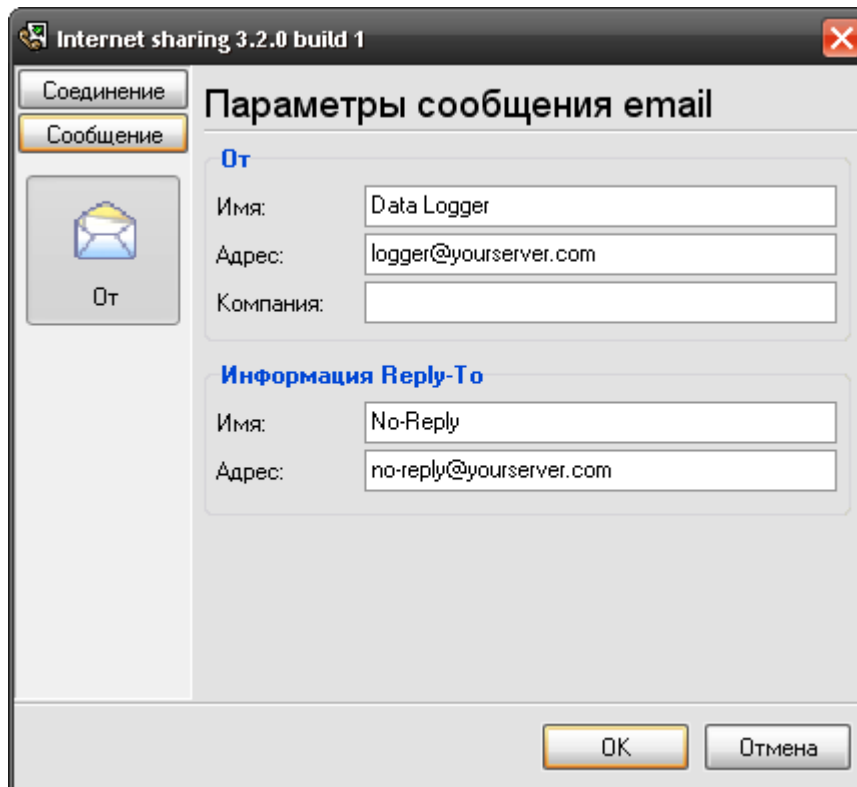 Internet sharing 3.2.0 build 1
Соединение
Сообщение
От
Параметры сообщения email
От
Имя: Data Logger
Адрес: logger@yourserver.com
Компания:
Информация Reply-To
Имя: No-Reply
Адрес: no-reply@yourserver.com
OK Отмена